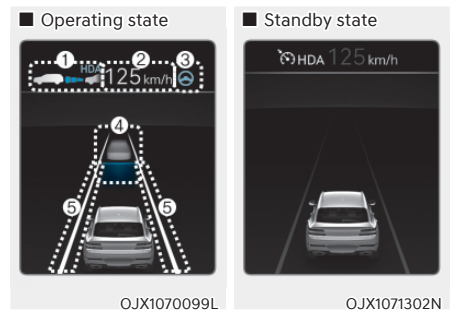 ■ Operating state
① ② ③
HDA
125 km/h
④
⑤ ⑤
OJX1070099L
■ Standby state
HDA 125 km/h
OJX1071302N